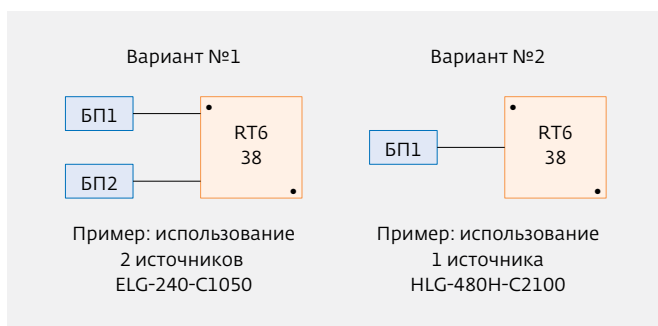 Вариант №1
БП1
БП2
RT6
38
Пример: использование
2 источников
ELG-240-C1050
Вариант №2
БП1
RT6
38
Пример: использование
1 источника
HLG-480H-C2100